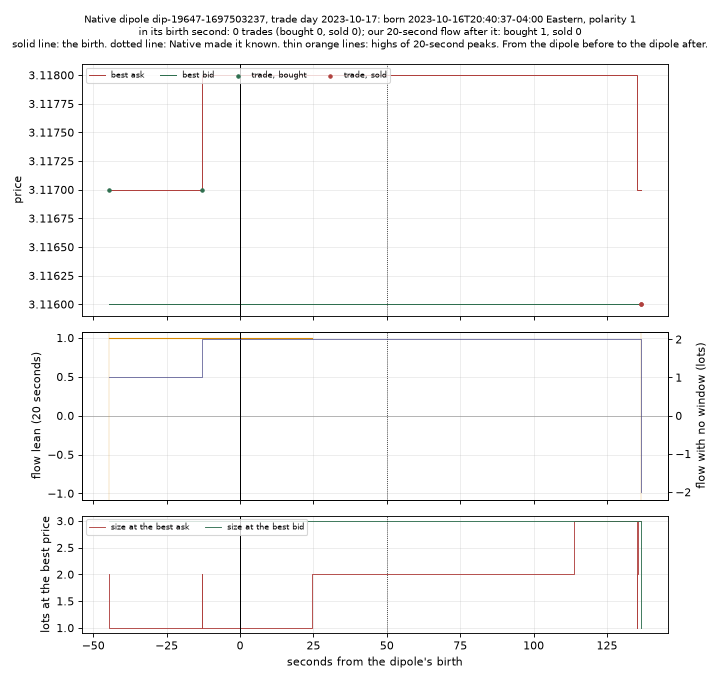 Native dipole dip-19647-1697503237, trade day 2023-10-17: born 2023-10-16T20:40:37-04:00 Eastern, polarity 1
in its birth second: 0 trades (bought 0, sold 0); our 20-second flow after it: bought 1, sold 0
solid line: the birth. dotted line: Native made it known. thin orange lines: highs of 20-second peaks. From the dipole before to the dipole after.
best ask best bid trade, bought trade, sold
3.11800
3.11775
3.11750
3.11725
3.11700
3.11675
3.11650
3.11625
3.11600
price
1.0
0.5
0.0
−0.5
−1.0
flow lean (20 seconds)
2
1
0
−1
−2
flow with no window (lots)
size at the best ask size at the best bid
3.0
2.5
2.0
1.5
1.0
lots at the best price
−50 −25 0 25 50 75 100 125
seconds from the dipole's birth